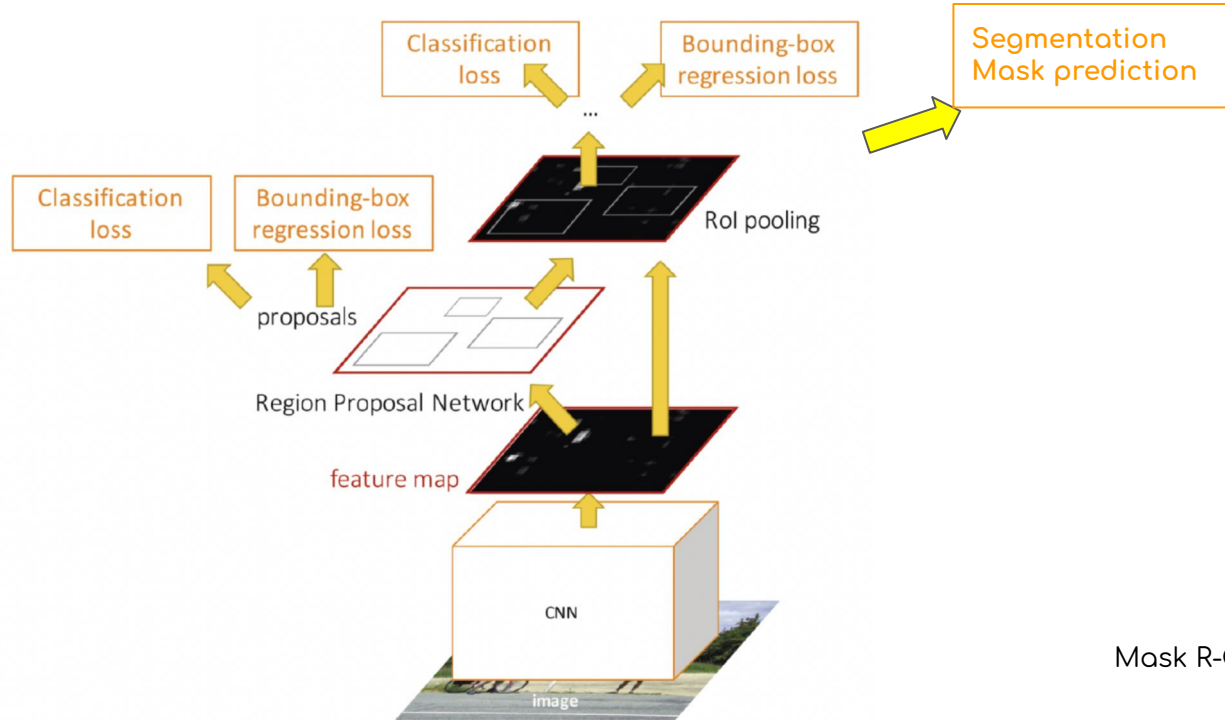 Classification
loss
Bounding-box
regression loss
Segmentation
Mask prediction
...
Classification
loss
Bounding-box
regression loss
RoI pooling
proposals
Region Proposal Network
feature map
CNN
image
Mask R-